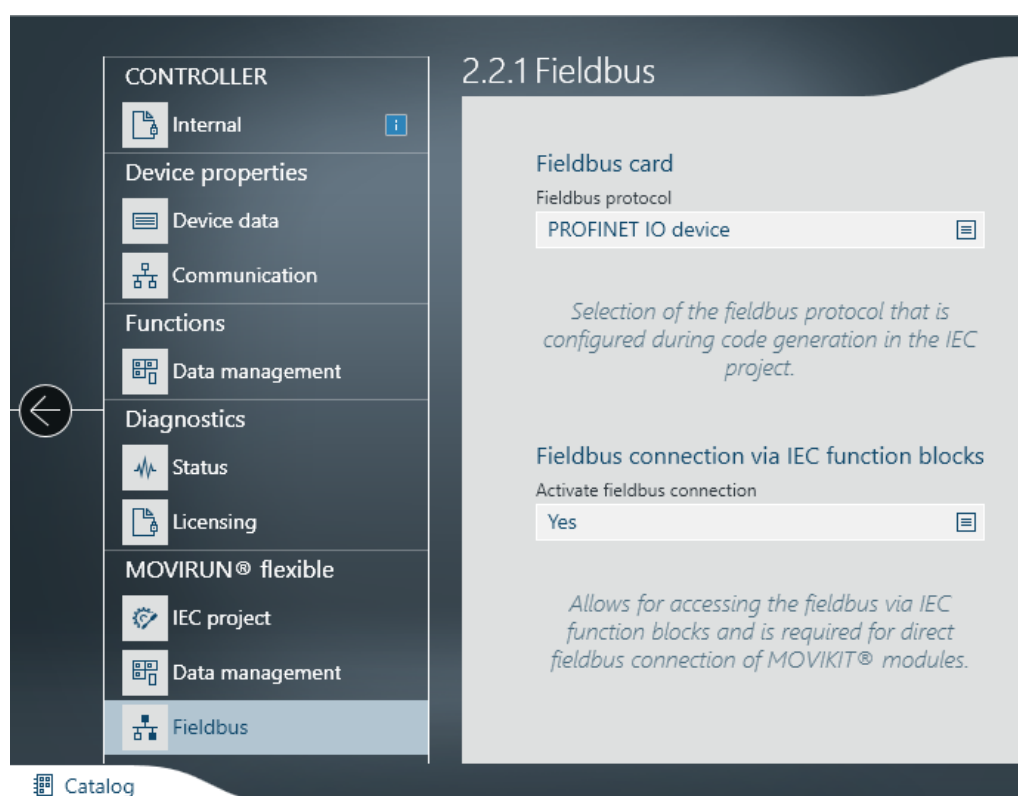 CONTROLLER
Internal
i
Device properties
Device data
Communication
Functions
Data management
Diagnostics
Status
Licensing
MOVIRUN® flexible
IEC project
Data management
Fieldbus
Catalog
2.2.1 Fieldbus
Fieldbus card
Fieldbus protocol
PROFINET IO device
Selection of the fieldbus protocol that is
configured during code generation in the IEC
project.
Fieldbus connection via IEC function blocks
Activate fieldbus connection
Yes
Allows for accessing the fieldbus via IEC
function blocks and is required for direct
fieldbus connection of MOVIKIT® modules.